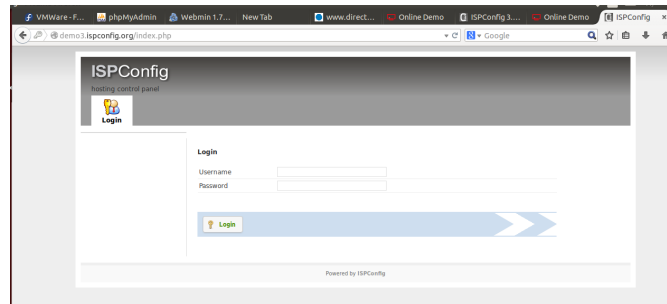 VMWare - F... phpMyAdmin Webmin 1.7... New Tab www.direct... Online Demo ISPConfig 3.... Online Demo ISPConfig
demo3.ispconfig.org/index.php Google
ISPConfig
hosting control panel
Login
Login
Username
Password
Login
Powered by ISPConfig